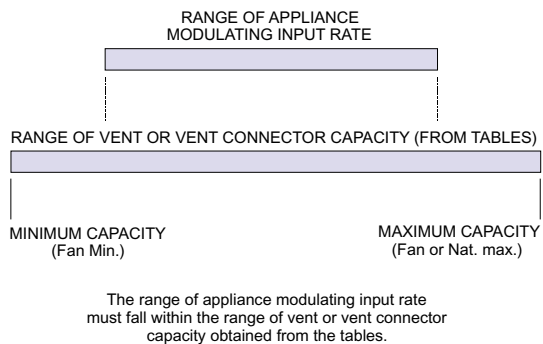 RANGE OF APPLIANCE
MODULATING INPUT RATE
RANGE OF VENT OR VENT CONNECTOR CAPACITY (FROM TABLES)
MINIMUM CAPACITY
(Fan Min.)
MAXIMUM CAPACITY
(Fan or Nat. max.)
The range of appliance modulating input rate
must fall within the range of vent or vent connector
capacity obtained from the tables.